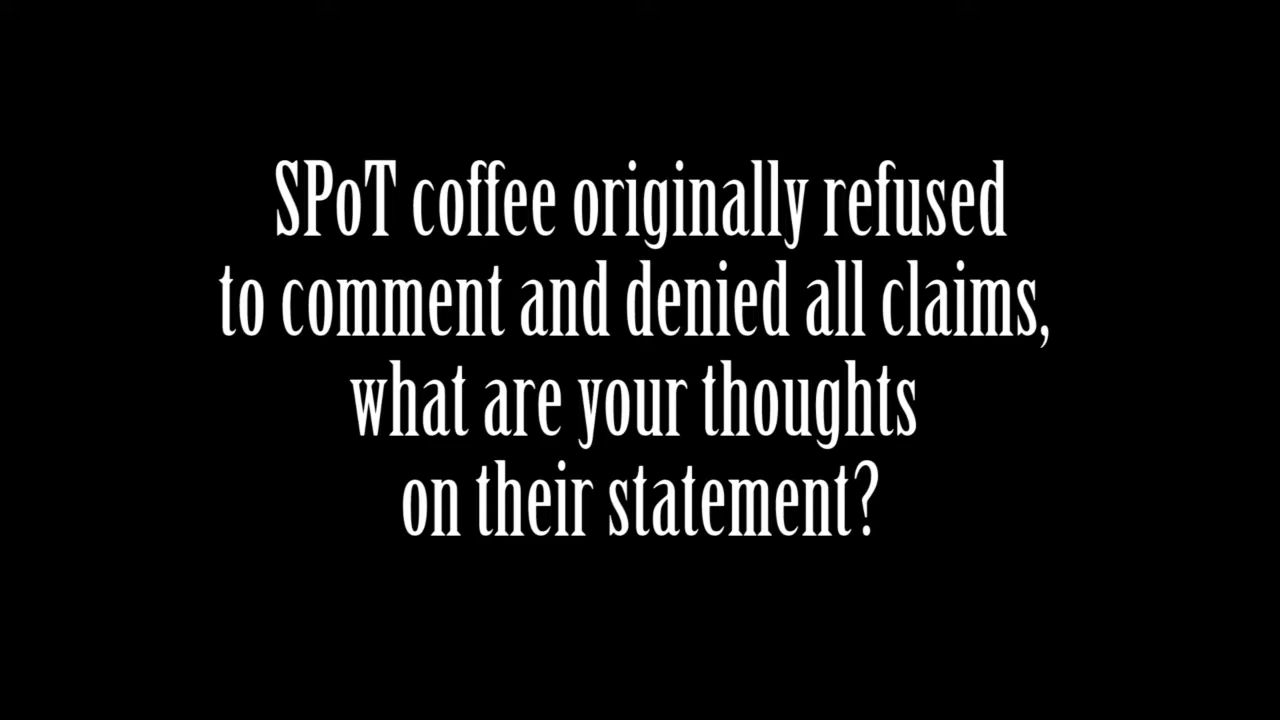 SPoT coffee originally refused
to comment and denied all claims,
what are your thoughts
on their statement?